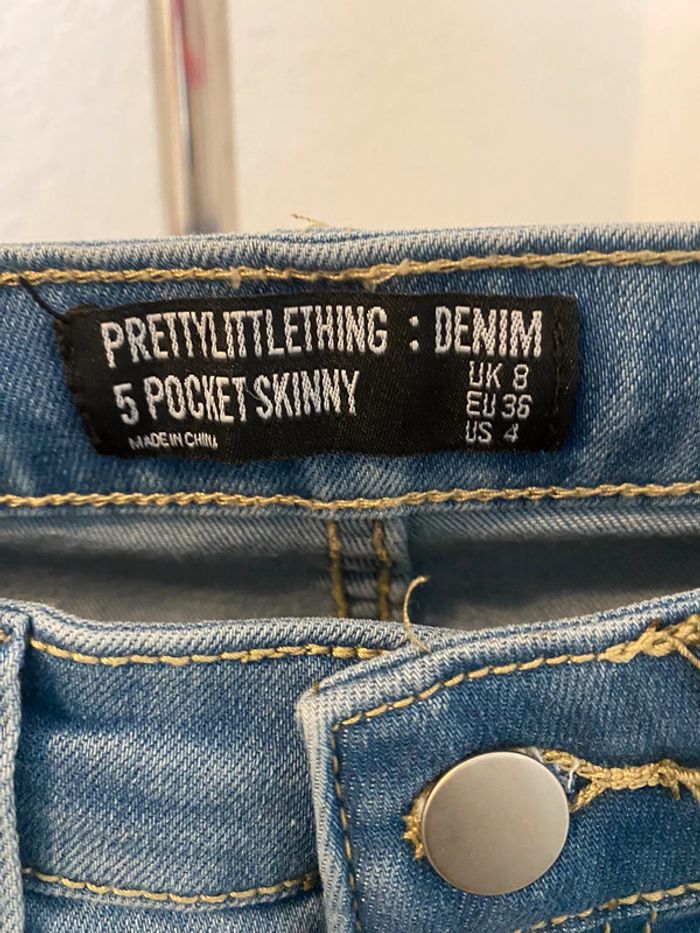 PRETTYLITTLETHING : DENIM
5 POCKET SKINNY
UK 8
EU 36
US 4
MADE IN CHINA